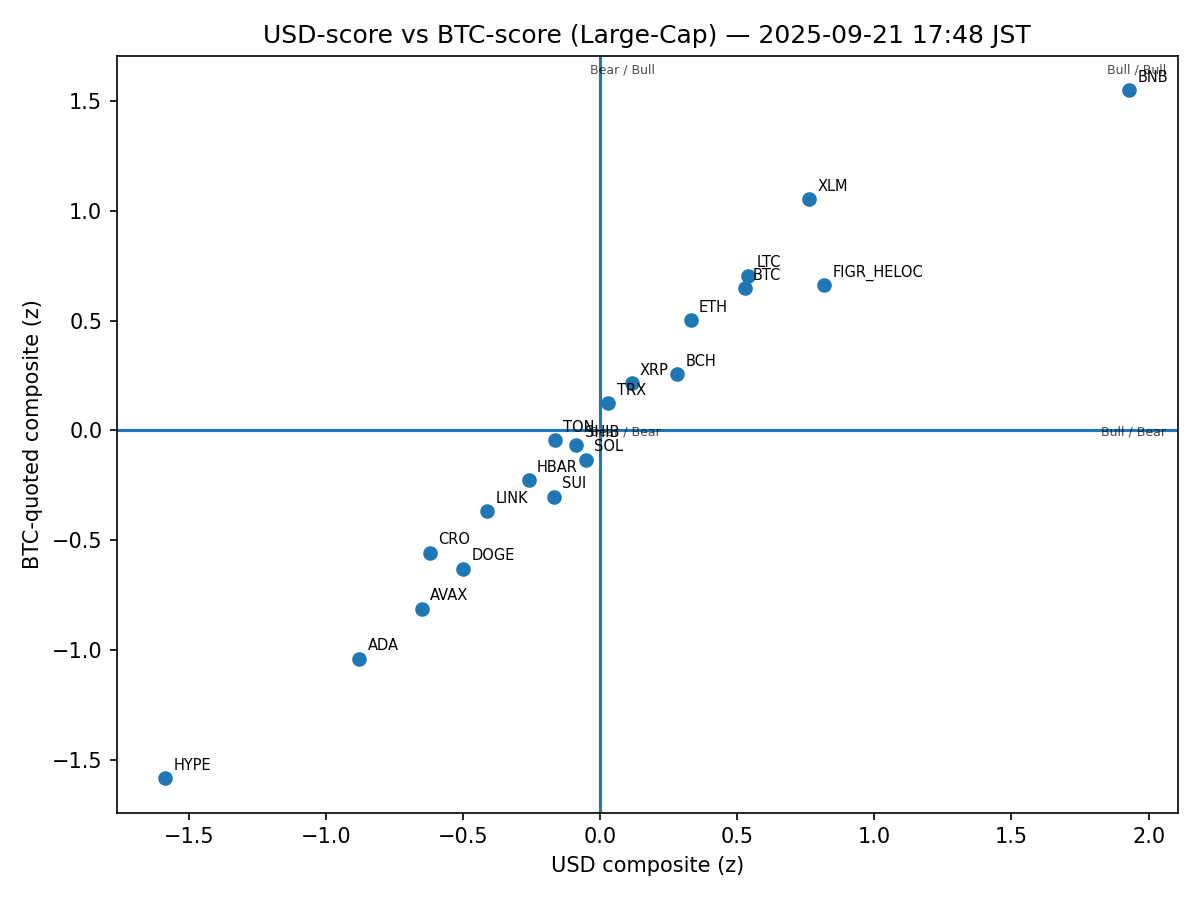 USD-score vs BTC-score (Large-Cap) — 2025-09-21 17:48 JST
Bear / Bull
Bull / Bull
BNB
1.5
XLM
1.0
LTC
BTC
FIGR_HELOC
0.5
ETH
BCH
XRP
TRX
0.0
TON
SHIB
Bear / Bear
Bull / Bear
SOL
HBAR
SUI
LINK
−0.5
CRO
DOGE
AVAX
ADA
−1.0
−1.5
HYPE
BTC-quoted composite (z)
−1.5
−1.0
−0.5
0.0
0.5
1.0
1.5
2.0
USD composite (z)